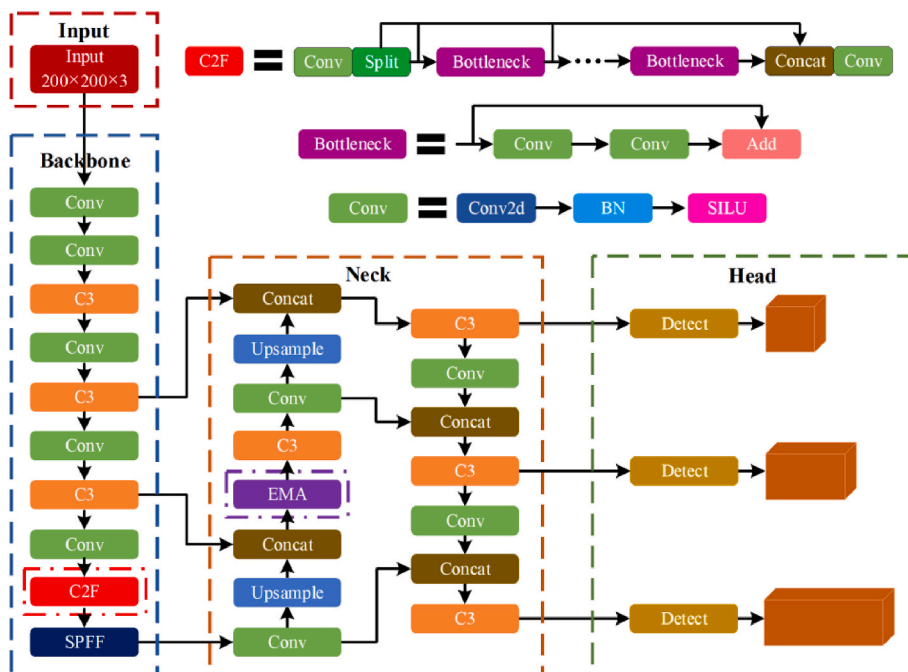 Input
Input
200×200×3
C2F
Conv
Split
Bottleneck
Bottleneck
Concat
Conv
Bottleneck
Conv
Conv
Add
Conv
Conv2d
BN
SILU
Backbone
Conv
Conv
C3
Conv
C3
Conv
C3
Conv
C2F
SPFF
Neck
Concat
Upsample
Conv
C3
EMA
Concat
Upsample
Conv
C3
Conv
Concat
C3
Conv
Concat
C3
Head
Detect
Detect
Detect